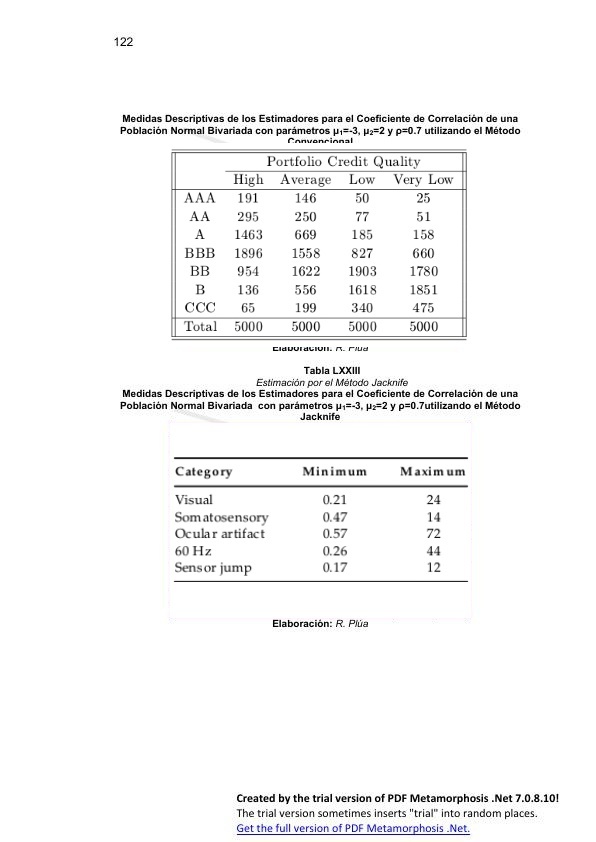 122
Medidas Descriptivas de los Estimadores para el Coeficiente de Correlación de una
Población Normal Bivariada con parámetros µ₁=-3, µ₂=2 y ρ=0.7 utilizando el Método
Convencional
Portfolio Credit Quality
High Average Low Very Low
AAA 191 146 50 25
AA 295 250 77 51
A 1463 669 185 158
BBB 1896 1558 827 660
BB 954 1622 1903 1780
B 136 556 1618 1851
CCC 65 199 340 475
Total 5000 5000 5000 5000
Elaboración: R. Plúa
Tabla LXXIII
Estimación por el Método Jacknife
Medidas Descriptivas de los Estimadores para el Coeficiente de Correlación de una
Población Normal Bivariada con parámetros µ₁=-3, µ₂=2 y ρ=0.7utilizando el Método
Jacknife
Category Minimum Maximum
Visual 0.21 24
Somatosensory 0.47 14
Ocular artifact 0.57 72
60 Hz 0.26 44
Sensor jump 0.17 12
Elaboración: R. Plúa
Created by the trial version of PDF Metamorphosis .Net 7.0.8.10!
The trial version sometimes inserts "trial" into random places.
Get the full version of PDF Metamorphosis .Net.